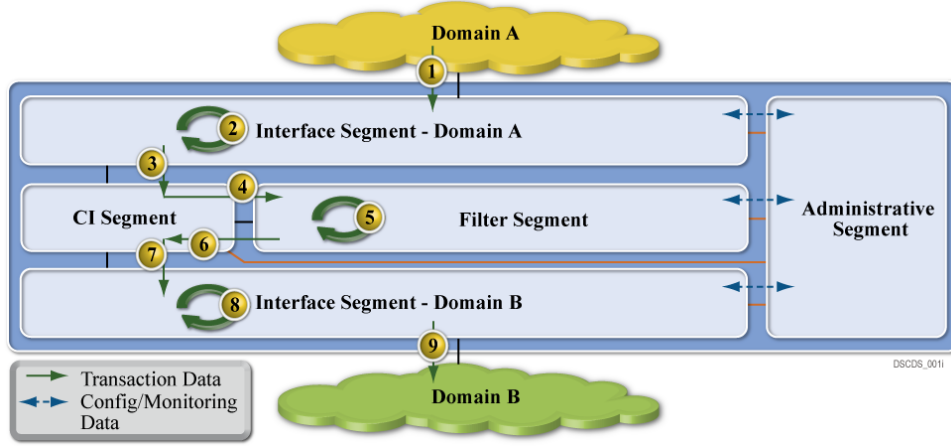 Domain A
1
2
Interface Segment - Domain A
3
4
CI Segment
5
Filter Segment
Administrative
Segment
6
7
8
Interface Segment - Domain B
9
DSCDS_001i
Transaction Data
Config/Monitoring
Data
Domain B